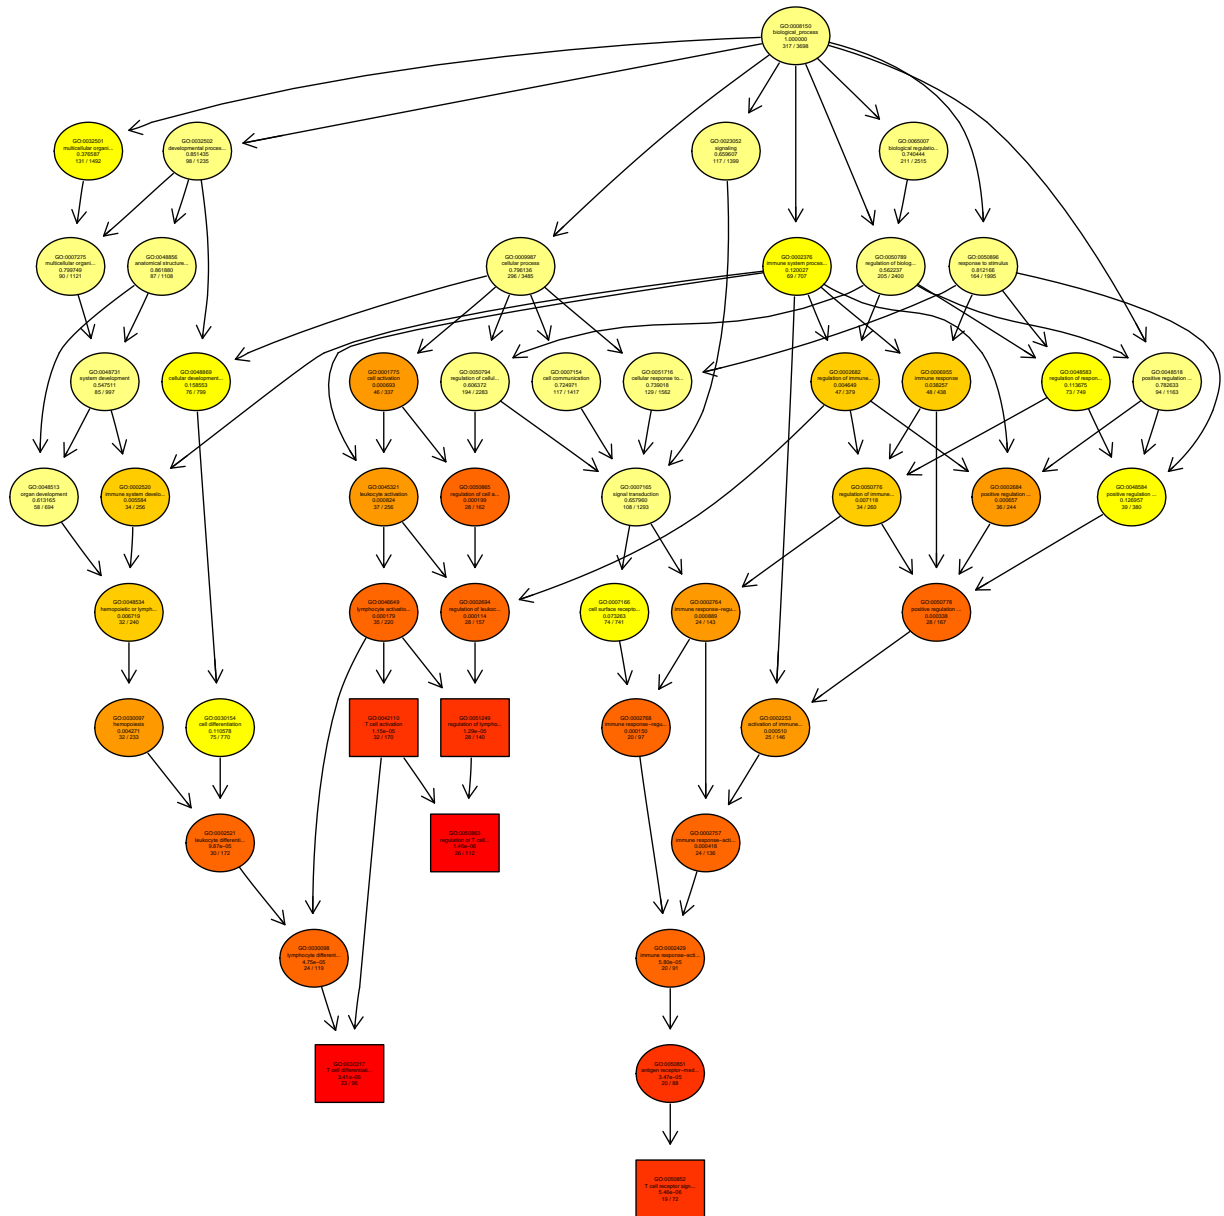 GO:0008150
biological_process
1.000000
317 / 3698
GO:0032501
multicellular organi...
0.376587
131 / 1492
GO:0032502
developmental proces...
0.851435
98 / 1235
GO:0023052
signaling
0.659607
117 / 1399
GO:0065007
biological regulatio...
0.740444
211 / 2515
GO:0007275
multicellular organi...
0.799749
90 / 1121
GO:0048856
anatomical structure...
0.861880
87 / 1108
GO:0009987
cellular process
0.796136
296 / 3485
GO:0002376
immune system proces...
0.120027
69 / 707
GO:0050789
regulation of biolog...
0.562237
205 / 2400
GO:0050896
response to stimulus
0.812166
164 / 1995
GO:0048731
system development
0.547511
85 / 997
GO:0048869
cellular development...
0.158553
76 / 799
GO:0001775
cell activation
0.000693
46 / 337
GO:0050794
regulation of cellul...
0.606372
194 / 2283
GO:0007154
cell communication
0.724971
117 / 1417
GO:0051716
cellular response to...
0.739018
129 / 1562
GO:0002682
regulation of immune...
0.004649
47 / 379
GO:0006955
immune response
0.038257
48 / 438
GO:0048583
regulation of respon...
0.113675
73 / 749
GO:0048518
positive regulation ...
0.782633
94 / 1163
GO:0048513
organ development
0.613165
58 / 694
GO:0002520
immune system develo...
0.005584
34 / 256
GO:0045321
leukocyte activation
0.000824
37 / 256
GO:0050865
regulation of cell a...
0.000199
28 / 162
GO:0007165
signal transduction
0.657960
108 / 1293
GO:0050776
regulation of immune...
0.007118
34 / 260
GO:0002684
positive regulation ...
0.000857
36 / 244
GO:0048584
positive regulation ...
0.126957
39 / 380
GO:0048534
hemopoietic or lymph...
0.006719
32 / 240
GO:0046649
lymphocyte activatio...
0.000179
35 / 220
GO:0002694
regulation of leukoc...
0.000114
28 / 157
GO:0007166
cell surface recepto...
0.073263
74 / 741
GO:0002764
immune response−regu...
0.000889
24 / 143
GO:0050778
positive regulation ...
0.000338
28 / 167
GO:0030097
hemopoiesis
0.004271
32 / 233
GO:0030154
cell differentiation
0.110578
75 / 770
GO:0042110
T cell activation
1.15e−05
32 / 170
GO:0051249
regulation of lympho...
1.29e−05
28 / 140
GO:0002768
immune response−regu...
0.000150
20 / 97
GO:0002253
activation of immune...
0.000510
25 / 146
GO:0002521
leukocyte differenti...
9.87e−05
30 / 172
regulation of T cell...
GO:0002757
immune response−acti...
0.000418
24 / 136
GO:0030098
lymphocyte different...
4.75e−05
24 / 119
GO:0002429
immune response−acti...
5.80e−05
20 / 91
T cell differentiati...
GO:0050851
antigen receptor−med...
3.47e−05
20 / 88
GO:0050852
T cell receptor sign...
5.46e−06
19 / 72